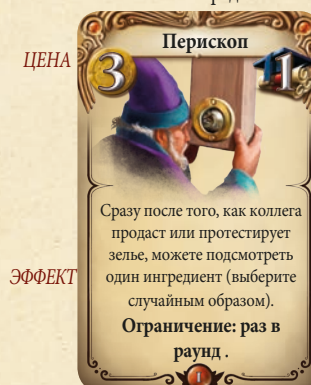 Перископ
ЦЕНА
3
1
Сразу после того, как коллега
продаст или протестирует
зелье, можете подсмотреть
ЭФФЕКТ
один ингредиент (выберите
случайным образом).
Ограничение: раз в
раунд .
I